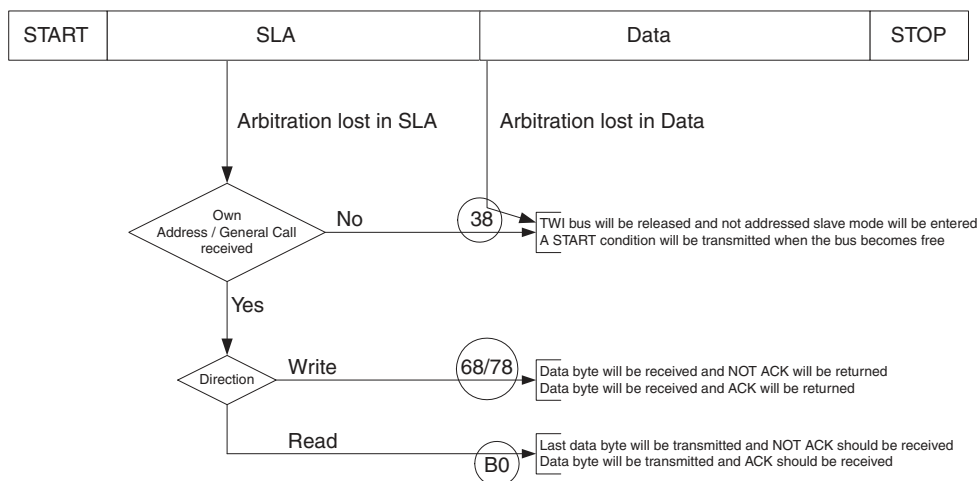 START SLA Data STOP
Arbitration lost in SLA Arbitration lost in Data
Own
Address / General Call
received
No 38 TWI bus will be released and not addressed slave mode will be entered
A START condition will be transmitted when the bus becomes free
Yes
Direction Write 68/78 Data byte will be received and NOT ACK will be returned
Data byte will be received and ACK will be returned
Read B0 Last data byte will be transmitted and NOT ACK should be received
Data byte will be transmitted and ACK should be received